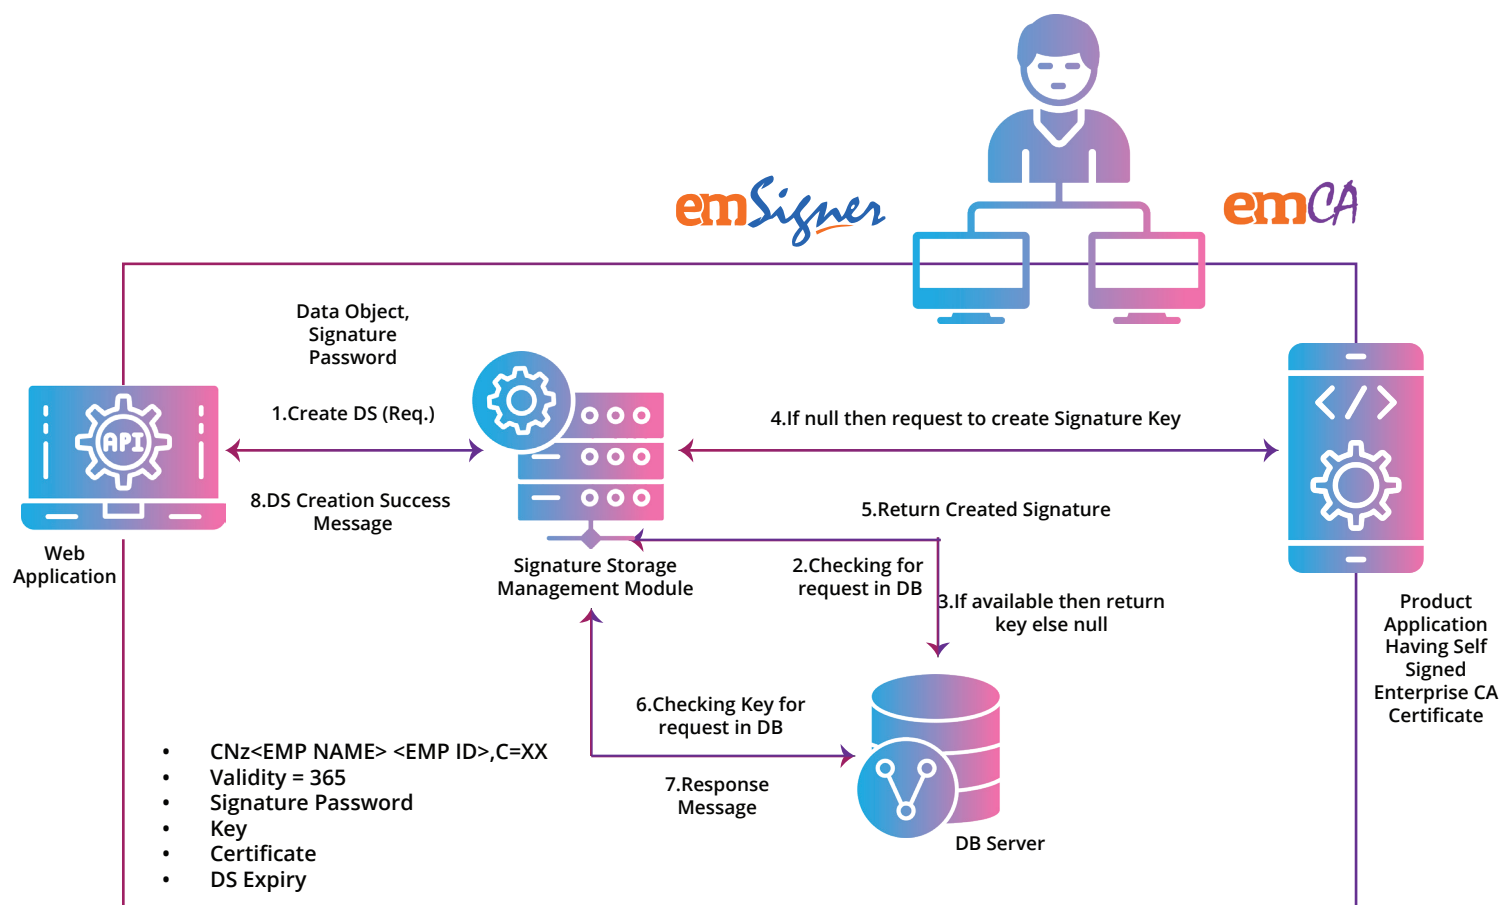 emSigner
emCA
Data Object,
Signature
Password
1.Create DS (Req.)
API
8.DS Creation Success
Message
Web
Application
Signature Storage
Management Module
4.If null then request to create Signature Key
5.Return Created Signature
2.Checking for
request in DB
3.If available then return
key else null
Product
Application
Having Self
Signed
Enterprise CA
Certificate
6.Checking Key for
request in DB
7.Response
Message
DB Server
• CNz<EMP NAME> <EMP ID>,C=XX
• Validity = 365
• Signature Password
• Key
• Certificate
• DS Expiry